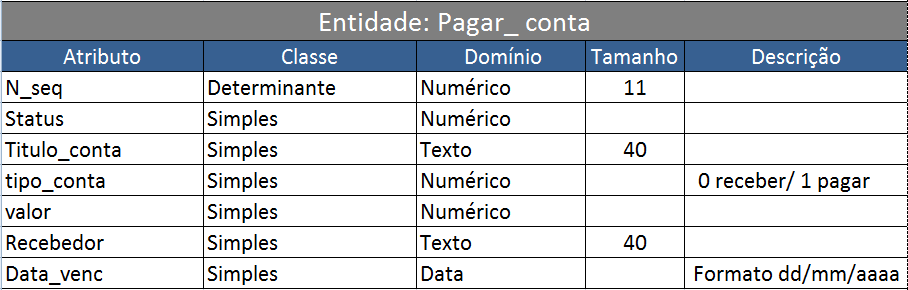 Entidade: Pagar_ conta
Atributo Classe Domínio Tamanho Descrição
N_seq Determinante Numérico 11
Status Simples Numérico
Titulo_conta Simples Texto 40
tipo_conta Simples Numérico 0 receber/ 1 pagar
valor Simples Numérico
Recebedor Simples Texto 40
Data_venc Simples Data Formato dd/mm/aaaa